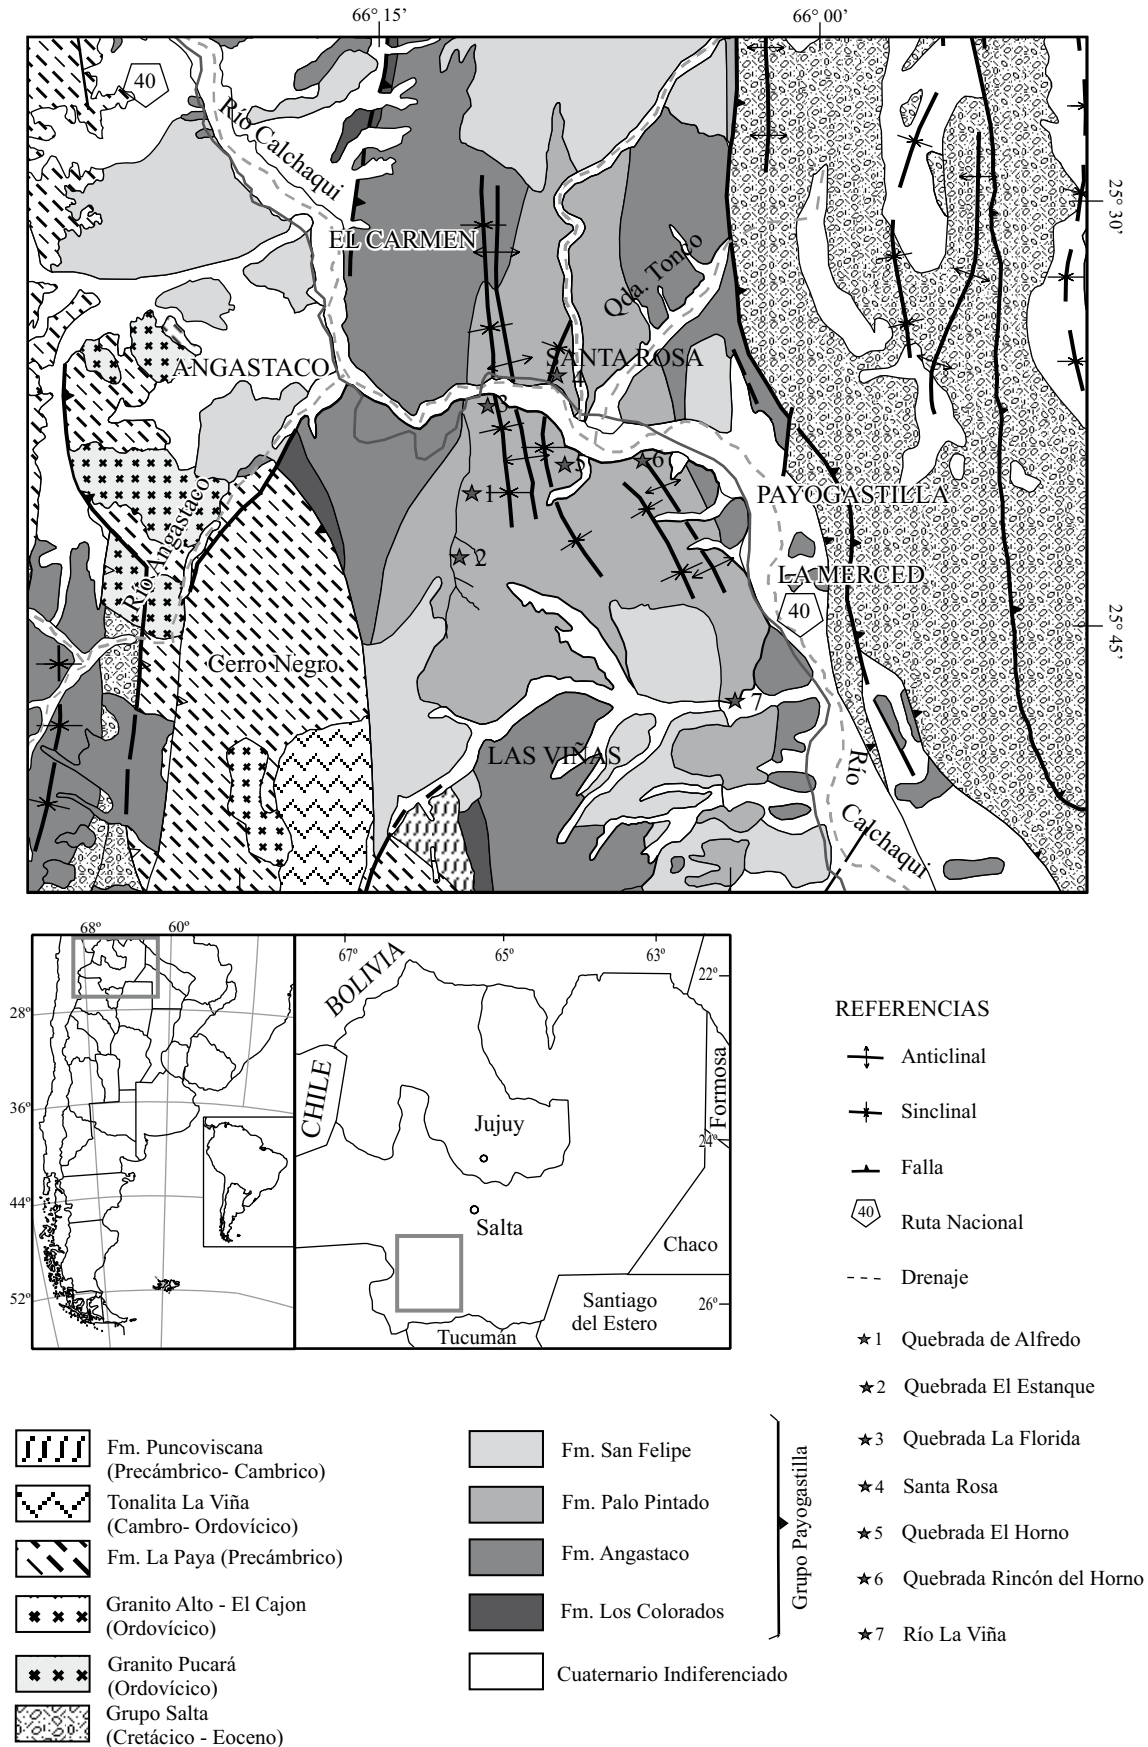 66° 15'
66° 00'
40
Río Calchaqui
25° 30'
EL CARMEN
Qda. Tonco
ANGASTACO
SANTA ROSA
4
3
5
6
1
PAYOGASTILLA
2
LA MERCED
40
Río Angastaco
25° 45'
Cerro Negro
7
LAS VIÑAS
Río
Calchaqui
68º
60º
28º
36º
44º
52º
67º
65º
63º
BOLIVIA
22º
CHILE
Formosa
Jujuy
24º
Salta
Chaco
Santiago
del Estero
26º
Tucumán
REFERENCIAS
Anticlinal
Sinclinal
Falla
40 Ruta Nacional
Drenaje
1 Quebrada de Alfredo
2 Quebrada El Estanque
3 Quebrada La Florida
4 Santa Rosa
5 Quebrada El Horno
6 Quebrada Rincón del Horno
7 Río La Viña
Fm. Puncoviscana
(Precámbrico- Cambrico)
Tonalita La Viña
(Cambro- Ordovícico)
Fm. La Paya (Precámbrico)
Granito Alto - El Cajon
(Ordovícico)
Granito Pucará
(Ordovícico)
Grupo Salta
(Cretácico - Eoceno)
Fm. San Felipe
Fm. Palo Pintado
Fm. Angastaco
Fm. Los Colorados
Cuaternario Indiferenciado
Grupo Payogastilla